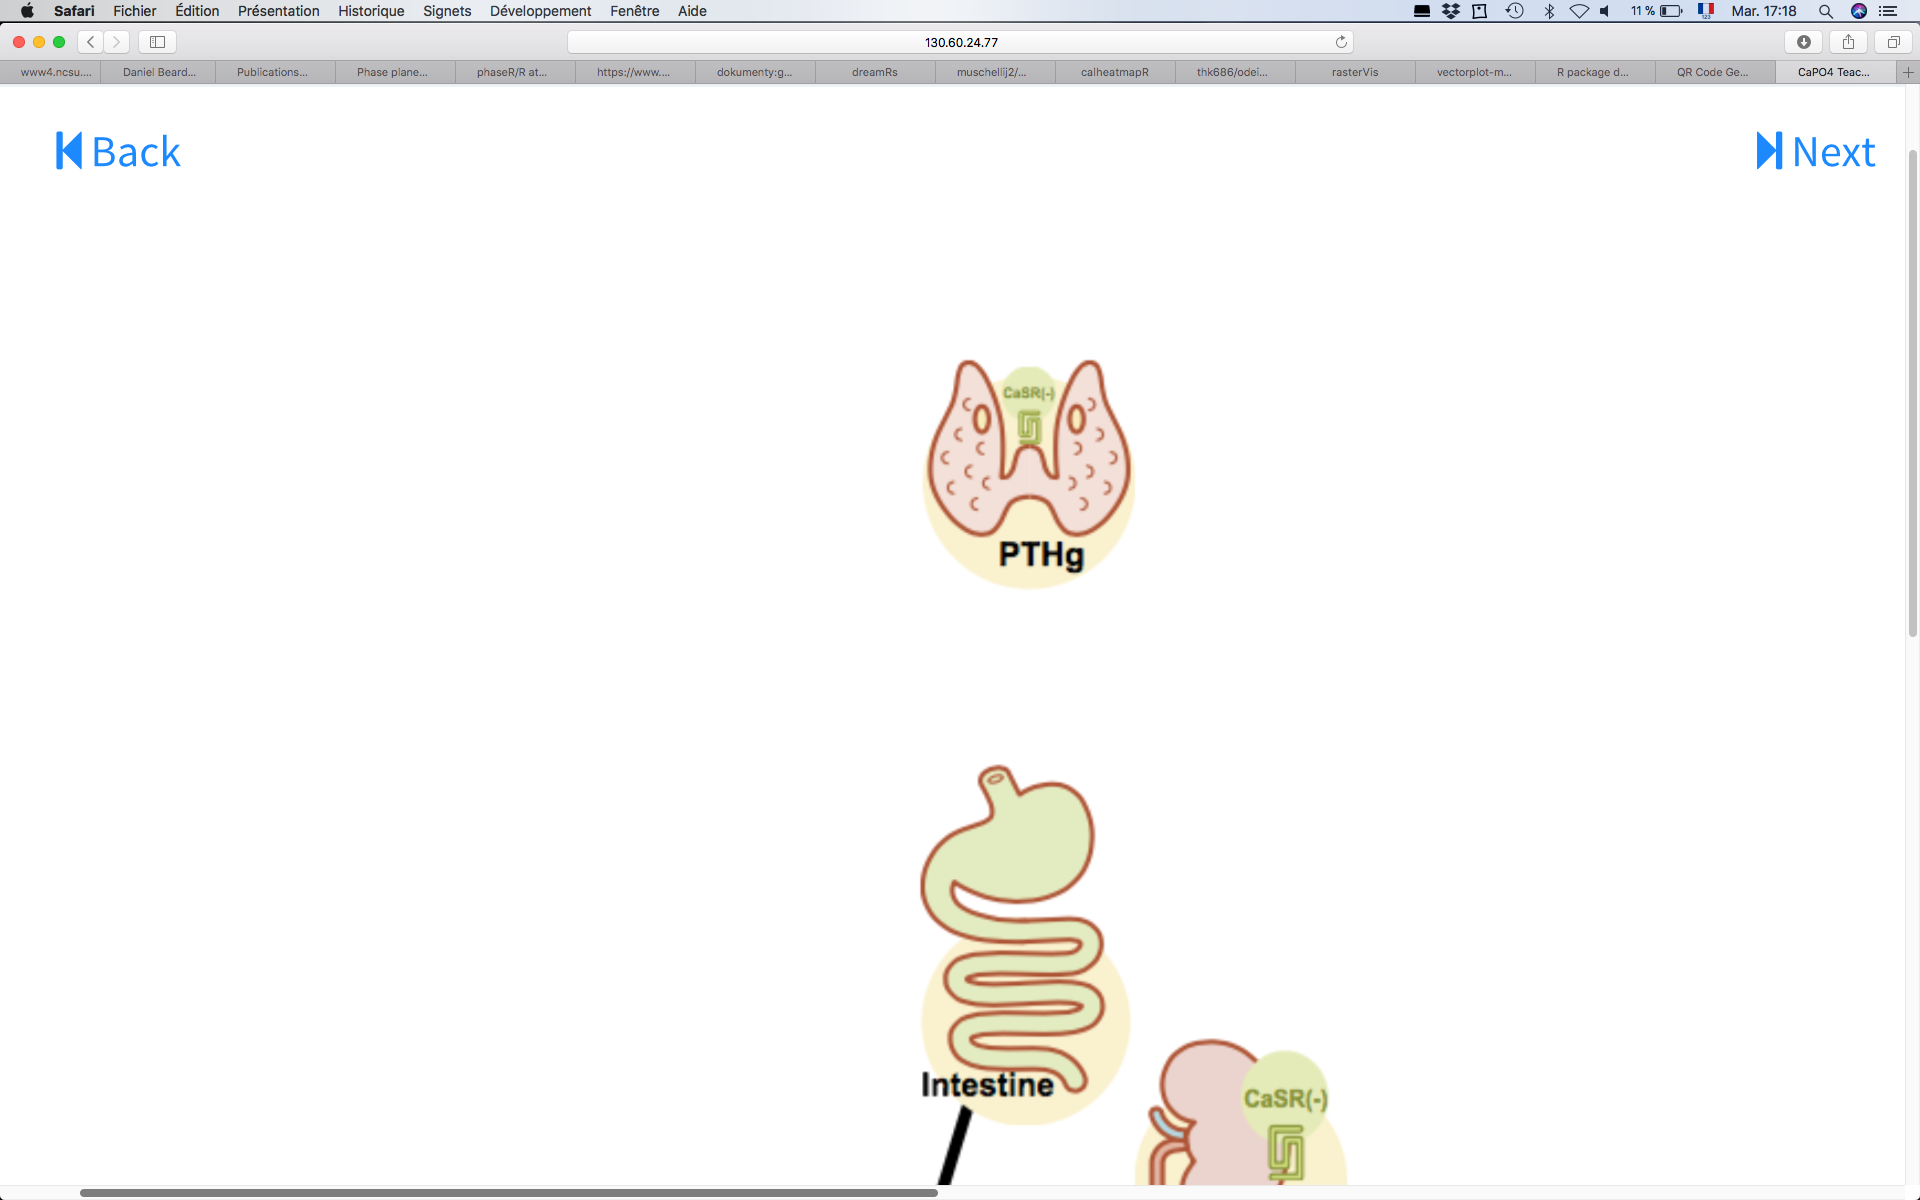 Safari Fichier Édition Présentation Historique Signets Développement Fenêtre Aide 11 % 123 Mar. 17:18
130.60.24.77
www4.ncsu.... Daniel Beard... Publications... Phase plane... phaseR/R at... https://www.... dokumenty:g... dreamRs muschellij2/... calheatmapR thk686/odei... rasterVis vectorplot-m... R package d... QR Code Ge... CaPO4 Teac...
Back Next
CaSR(-)
PTHg
Intestine
CaSR(-)